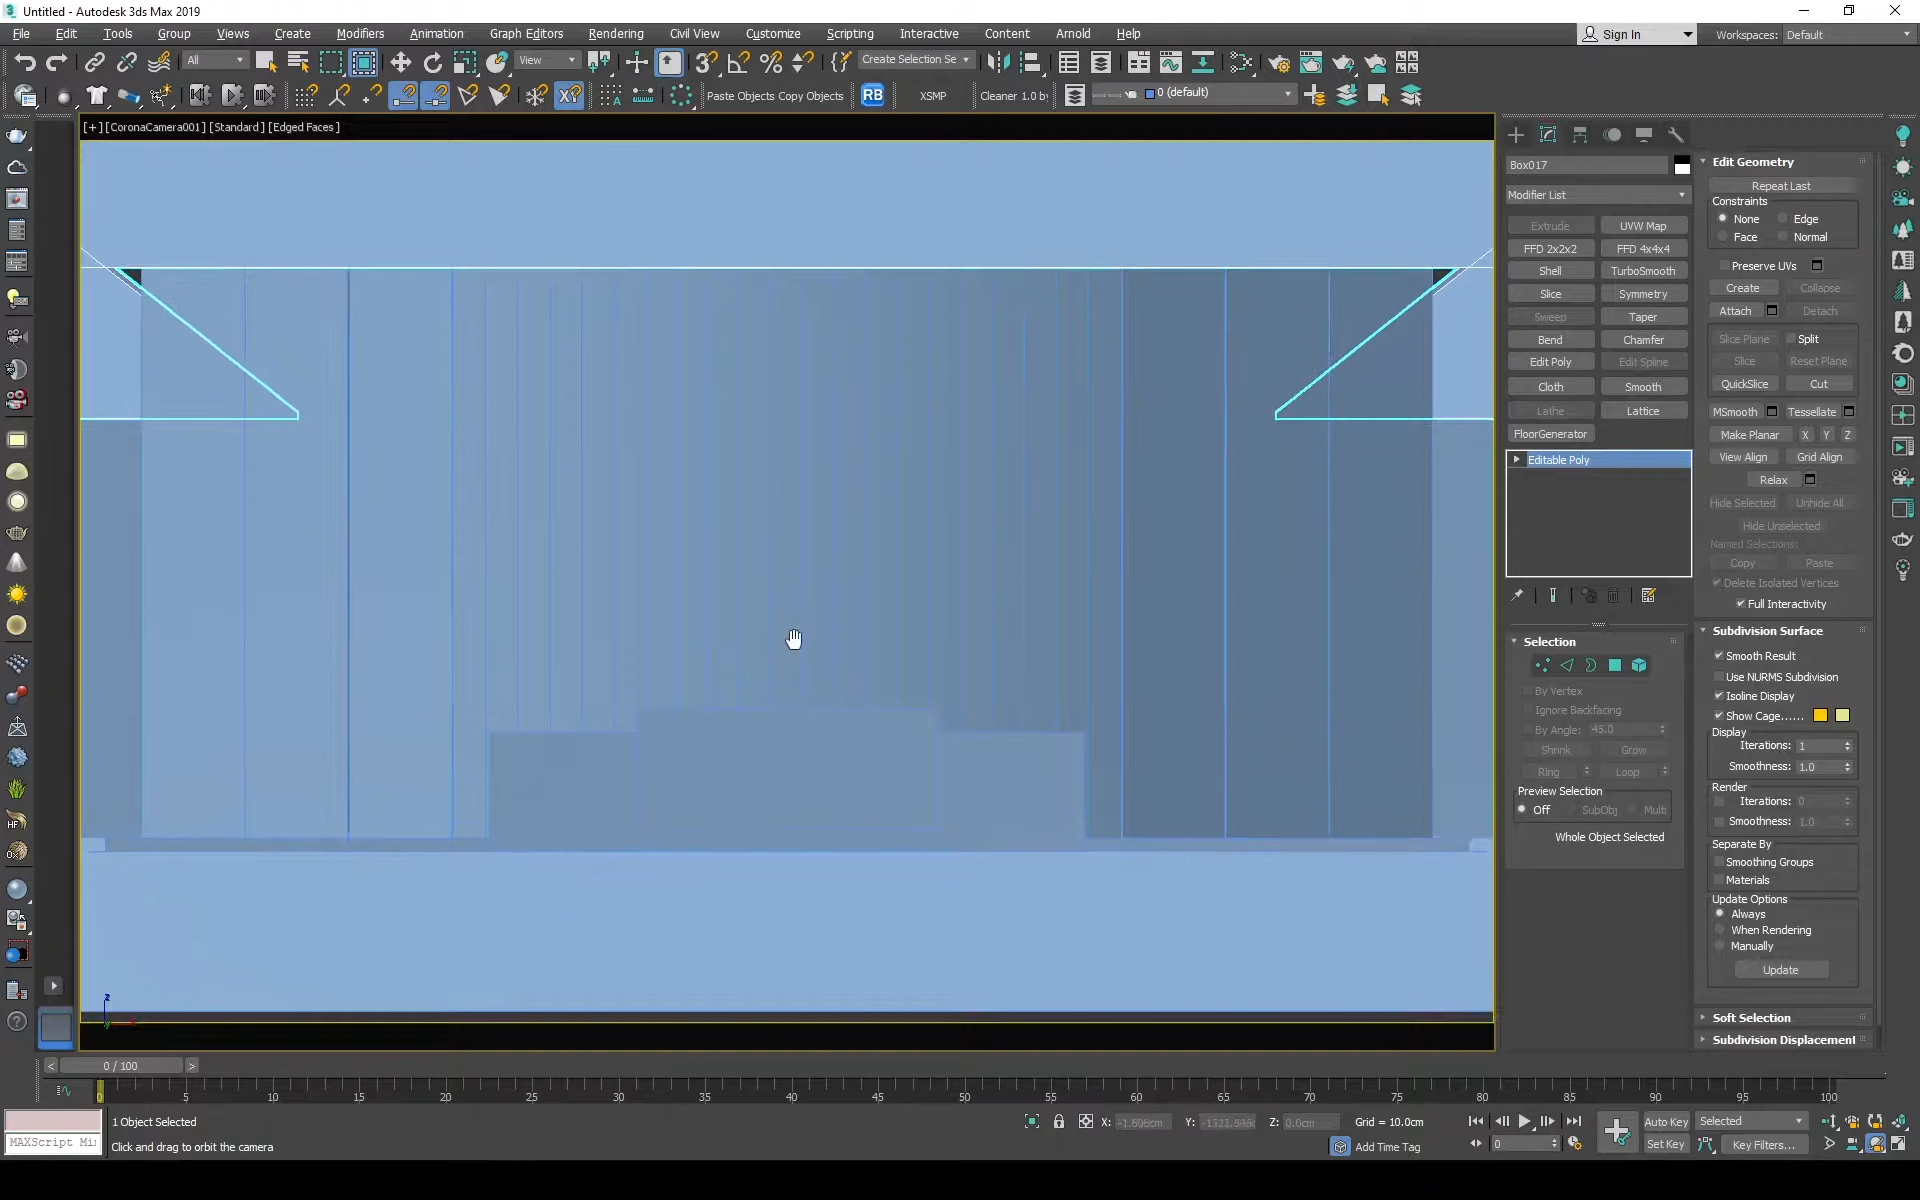 Untitled - Autodesk 3ds Max 2019
File Edit Tools Group Views Create Modifiers Animation Graph Editors Rendering Civil View Customize Scripting Interactive Content Arnold Help
Sign In Workspaces: Default
All View Create Selection Se
Paste Objects Copy Objects RB XSMP Cleaner 1.0 by 0 (default)
[+] [CoronaCamera001] [Standard] [Edged Faces]
Box017
Modifier List
Extrude UVW Map
FFD 2x2x2 FFD 4x4x4
Shell TurboSmooth
Slice Symmetry
Sweep Taper
Bend Chamfer
Edit Poly Edit Spline
Cloth Smooth
Lathe Lattice
FloorGenerator
Editable Poly
Selection
By Vertex
Ignore Backfacing
By Angle: 45.0
Shrink Grow
Ring Loop
Preview Selection
Off SubObj Multi
Whole Object Selected
Edit Geometry
Repeat Last
Constraints
None Edge
Face Normal
Preserve UVs
Create Collapse
Attach Detach
Slice Plane Split
Slice Reset Plane
QuickSlice Cut
MSmooth Tessellate
Make Planar X Y Z
View Align Grid Align
Relax
Hide Selected Unhide All
Hide Unselected
Named Selections:
Copy Paste
Delete Isolated Vertices
Full Interactivity
Subdivision Surface
Smooth Result
Use NURMS Subdivision
Isoline Display
Show Cage......
Display
Iterations: 1
Smoothness: 1.0
Render
Iterations: 0
Smoothness: 1.0
Separate By
Smoothing Groups
Materials
Update Options
Always
When Rendering
Manually
Update
Soft Selection
Subdivision Displacement
z
< 0 / 100 >
0 5 10 15 20 25 30 35 40 45 50 55 60 65 70 75 80 85 90 95 100
1 Object Selected X: Y: Z: 0.0cm Grid = 10.0cm Auto Key Selected
MAXScript Mi Click and drag to orbit the camera Add Time Tag 0 Set Key Key Filters...